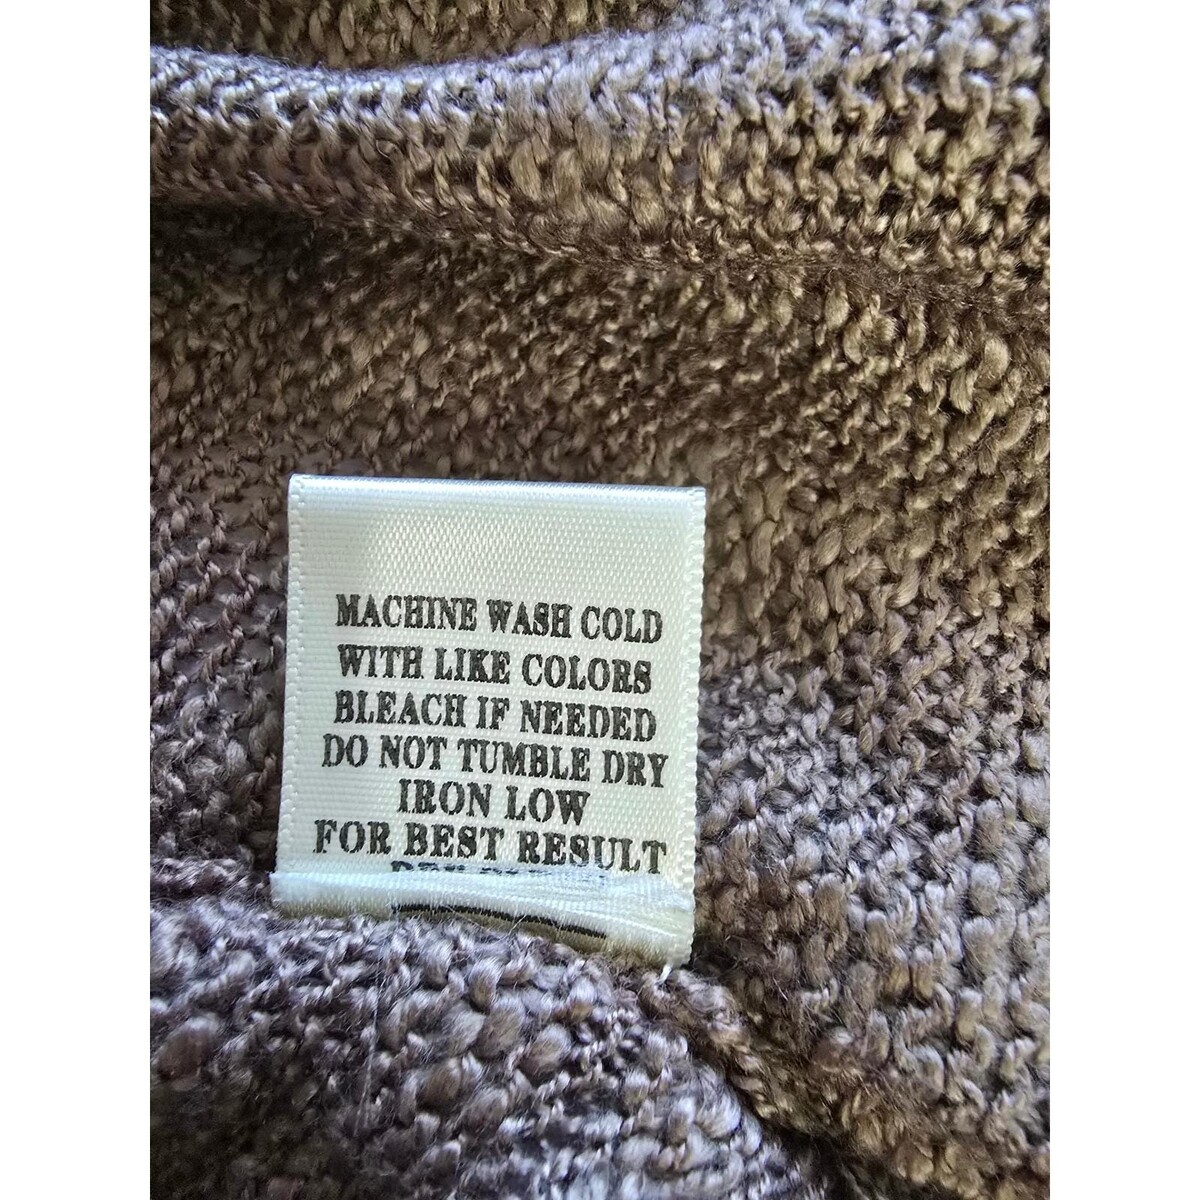 MACHINE WASH COLD
WITH LIKE COLORS
BLEACH IF NEEDED
DO NOT TUMBLE DRY
IRON LOW
FOR BEST RESULT